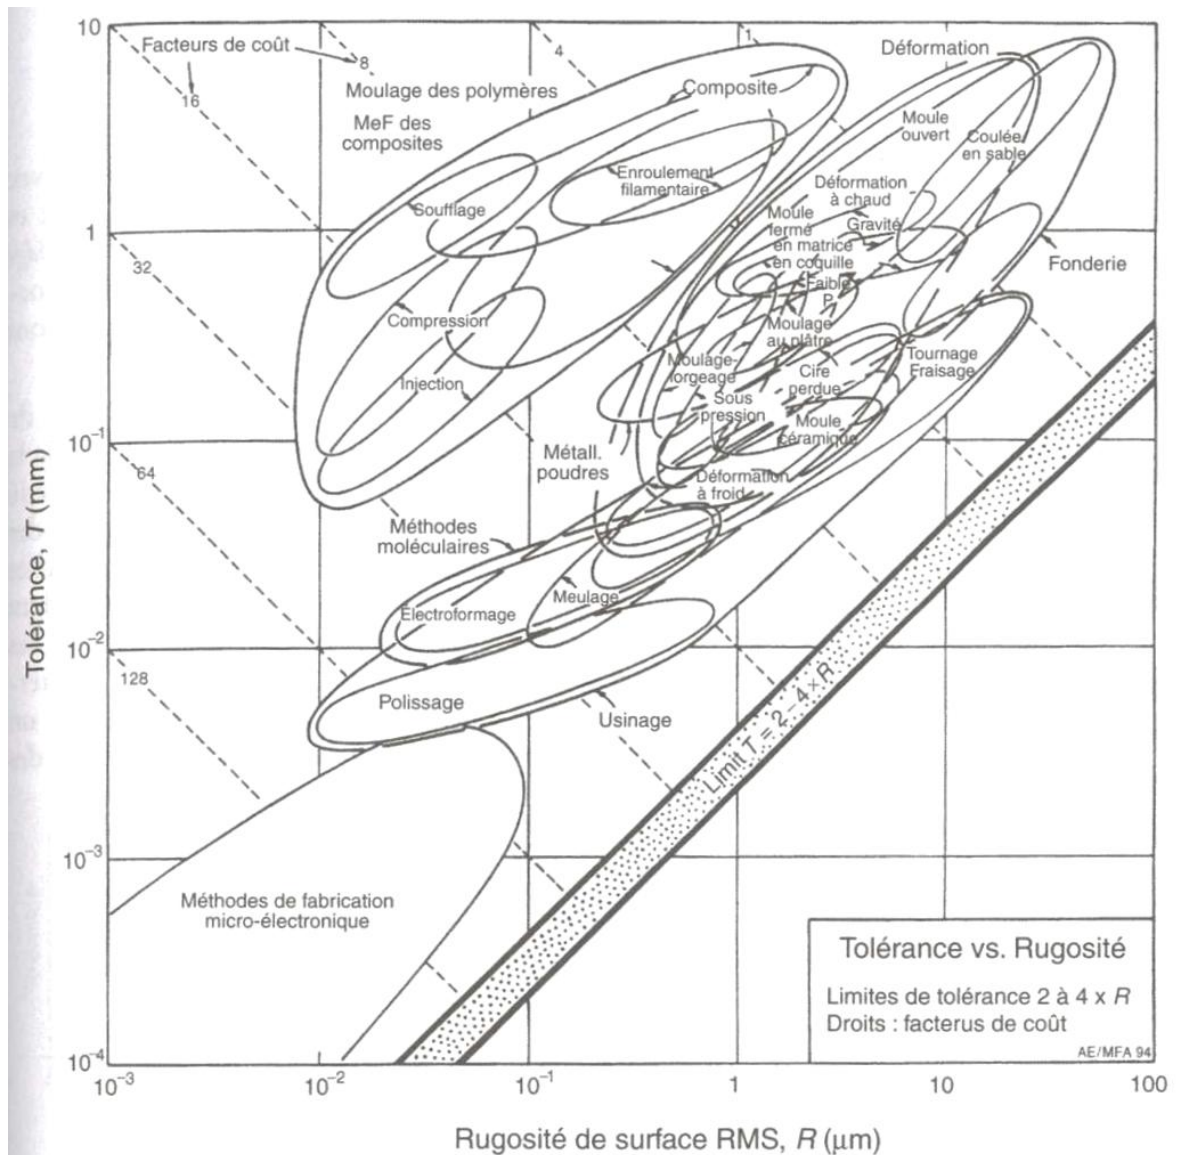 10
Facteurs de coût
8
16
4
1
Déformation
Moulage des polymères
Composite
MeF des
composites
Moule
ouvert
Coulée
en sable
Enroulement
filamentaire
Déformation
à chaud
Soufflage
Moule
fermé
Gravité
1
en matrice
en coquille
32
Fonderie
Faible
P
Compression
Moulage
au plâtre
Tournage
Fraisage
Moulage-
forgeage
Cire
perdue
Injection
Sous
pression
Moule
céramique
10⁻¹
Métall.
poudres
64
Déformation
à froid
Méthodes
moléculaires
Meulage
Electroformage
10⁻²
128
Polissage
Usinage
Limit T = 2-4 × R
10⁻³
Méthodes de fabrication
micro-électronique
Tolérance vs. Rugosité
Limites de tolérance 2 à 4 x R
Droits : facterus de coût
AE/MFA 94
10⁻⁴
10⁻³
10⁻²
10⁻¹
1
10
100
Tolérance, T (mm)
Rugosité de surface RMS, R (μm)